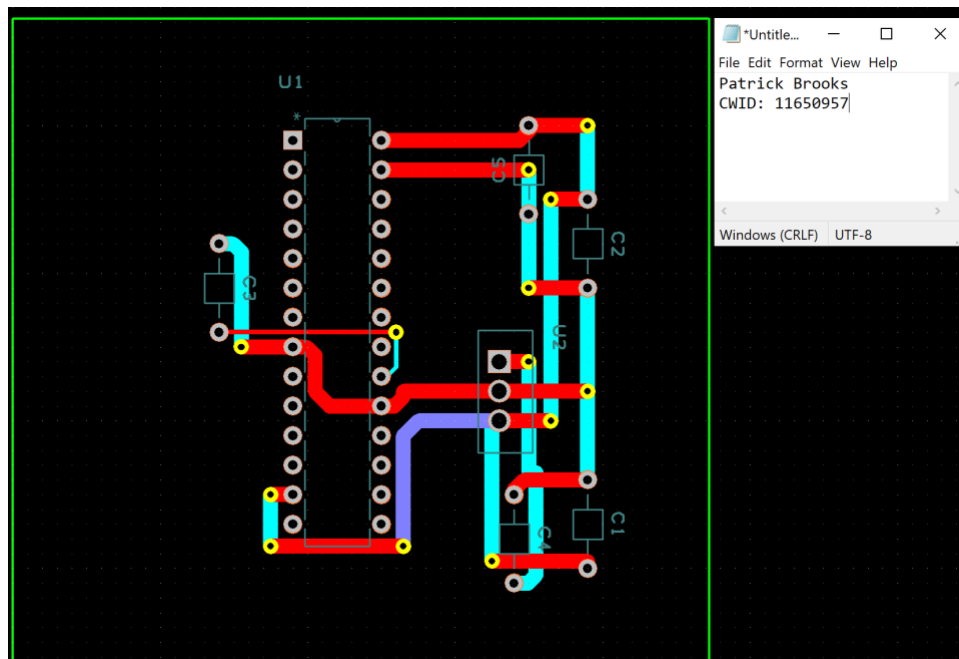 U1
*
C5
C2
C3
U2
C4
C1
*Untitle...
File Edit Format View Help
Patrick Brooks
CWID: 11650957
Windows (CRLF) UTF-8